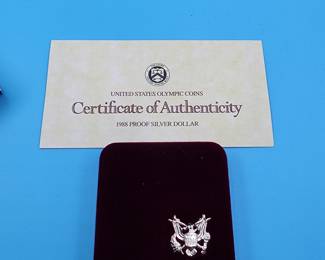 UNITED STATES OLYMPIC COINS
Certificate of Authenticity
1988 PROOF SILVER DOLLAR